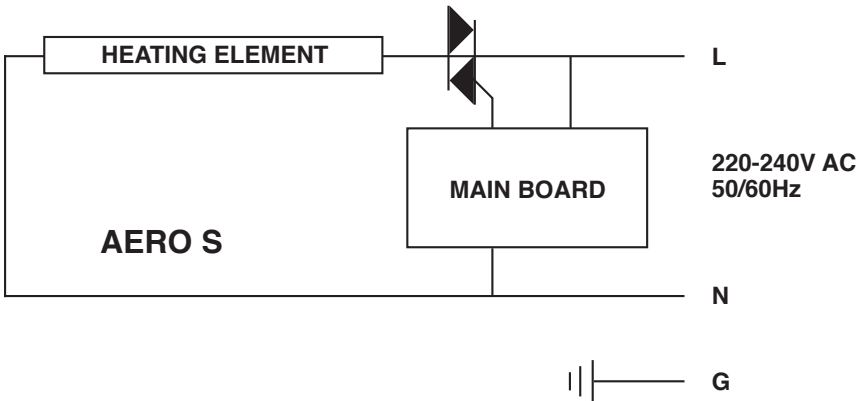 HEATING ELEMENT
L
MAIN BOARD
220-240V AC
50/60Hz
AERO S
N
G